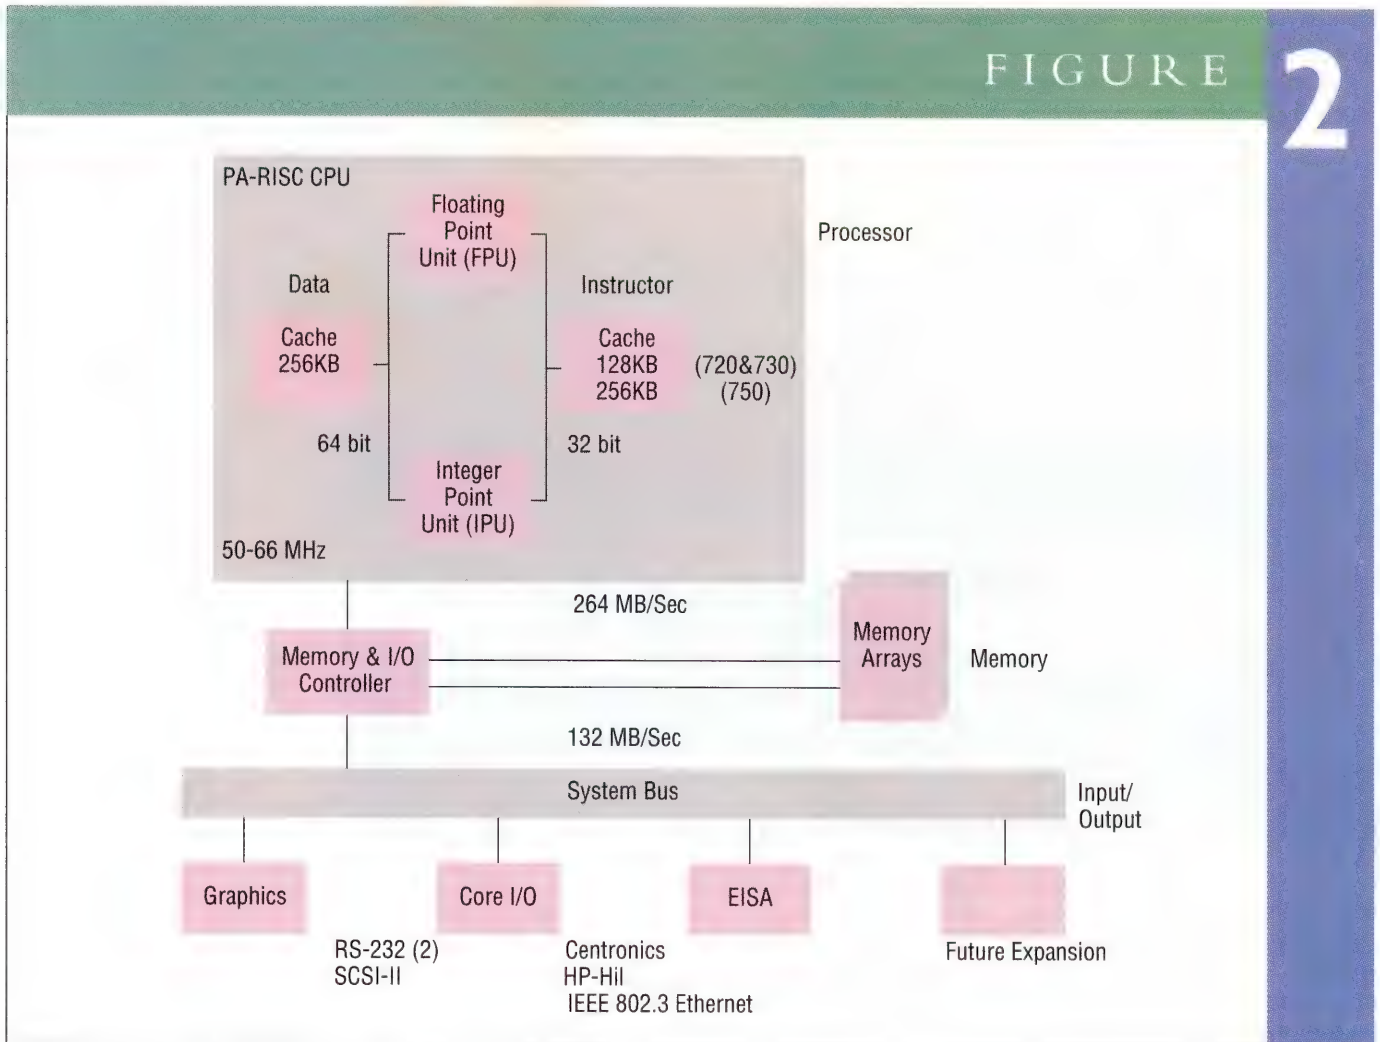 FIGURE 2
PA-RISC CPU
Floating
Point
Unit (FPU)
Processor
Data
Instructor
Cache
256KB
Cache
128KB (720&730)
256KB (750)
64 bit
32 bit
Integer
Point
Unit (IPU)
50-66 MHz
264 MB/Sec
Memory & I/O
Controller
Memory
Arrays
Memory
132 MB/Sec
System Bus
Input/
Output
Graphics
Core I/O
EISA
RS-232 (2)
SCSI-II
Centronics
HP-Hil
IEEE 802.3 Ethernet
Future Expansion